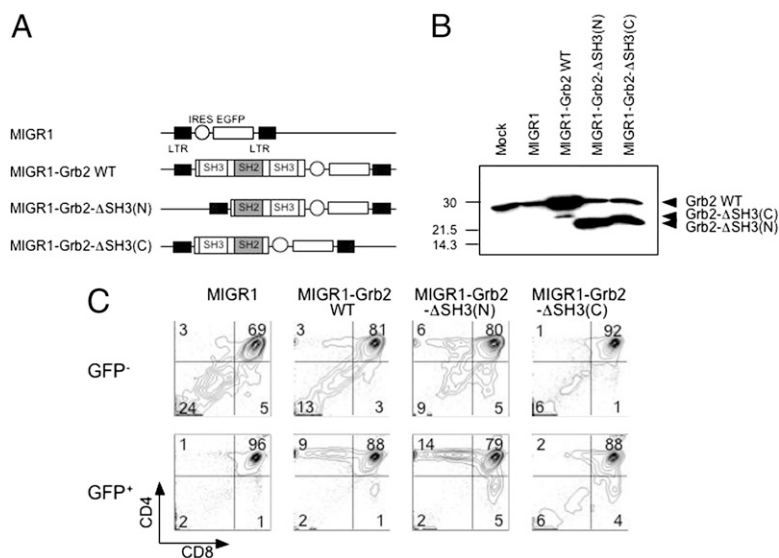 A
IRES EGFP
MIGR1
LTR LTR
MIGR1-Grb2 WT
SH3 SH2 SH3
MIGR1-Grb2-ΔSH3(N)
SH2 SH3
MIGR1-Grb2-ΔSH3(C)
SH3 SH2
B
Mock
MIGR1
MIGR1-Grb2 WT
MIGR1-Grb2-ΔSH3(N)
MIGR1-Grb2-ΔSH3(C)
30
21.5
14.3
Grb2 WT
Grb2-ΔSH3(C)
Grb2-ΔSH3(N)
C
MIGR1
MIGR1-Grb2
WT
MIGR1-Grb2
-ΔSH3(N)
MIGR1-Grb2
-ΔSH3(C)
GFP-
3 69
24 5
3 81
13 3
6 80
9 5
1 92
6 1
GFP+
1 96
2 1
9 88
2 1
14 79
2 5
2 88
6 4
CD4
CD8